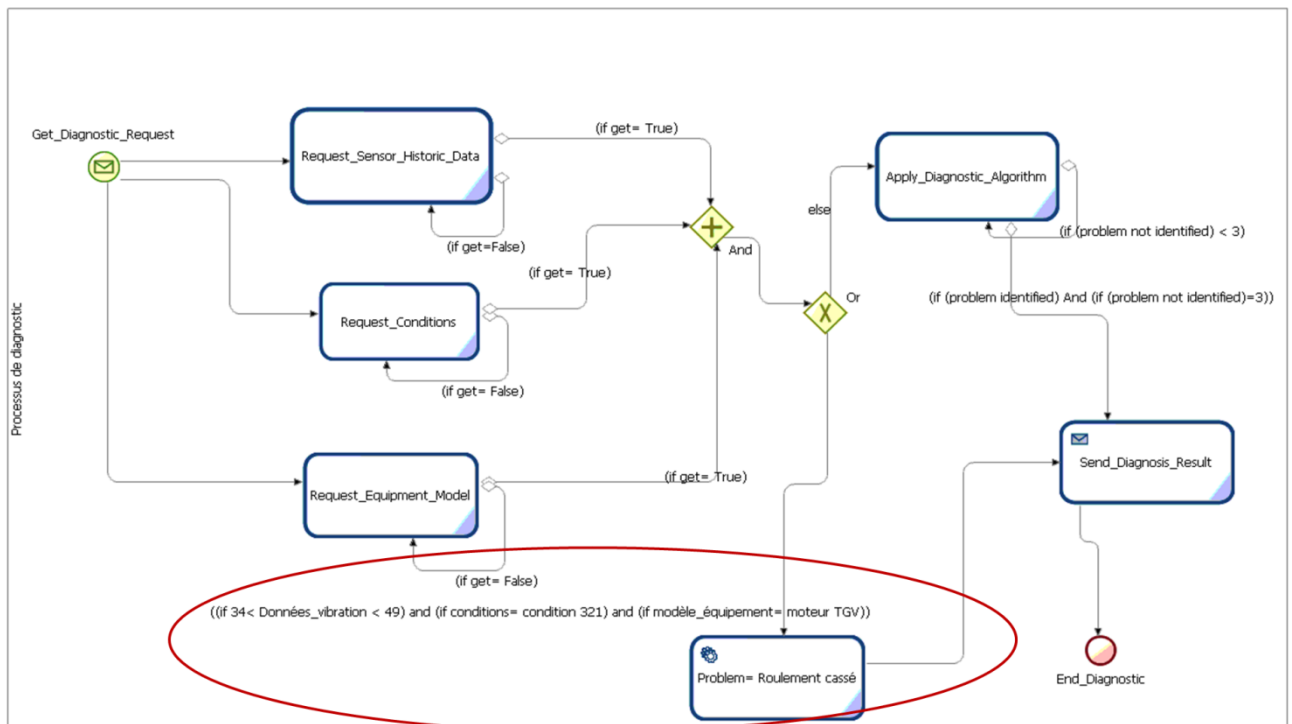 Processus de diagnostic
Get_Diagnostic_Request
Request_Sensor_Historic_Data
(if get= True)
(if get=False)
Request_Conditions
(if get= True)
(if get= False)
Request_Equipment_Model
(if get= True)
(if get= False)
And
Or
else
Apply_Diagnostic_Algorithm
(if (problem not identified) < 3)
(if (problem identified) And (if (problem not identified)=3))
((if 34< Données_vibration < 49) and (if conditions= condition 321) and (if modèle_équipement= moteur TGV))
Problem= Roulement cassé
Send_Diagnosis_Result
End_Diagnostic